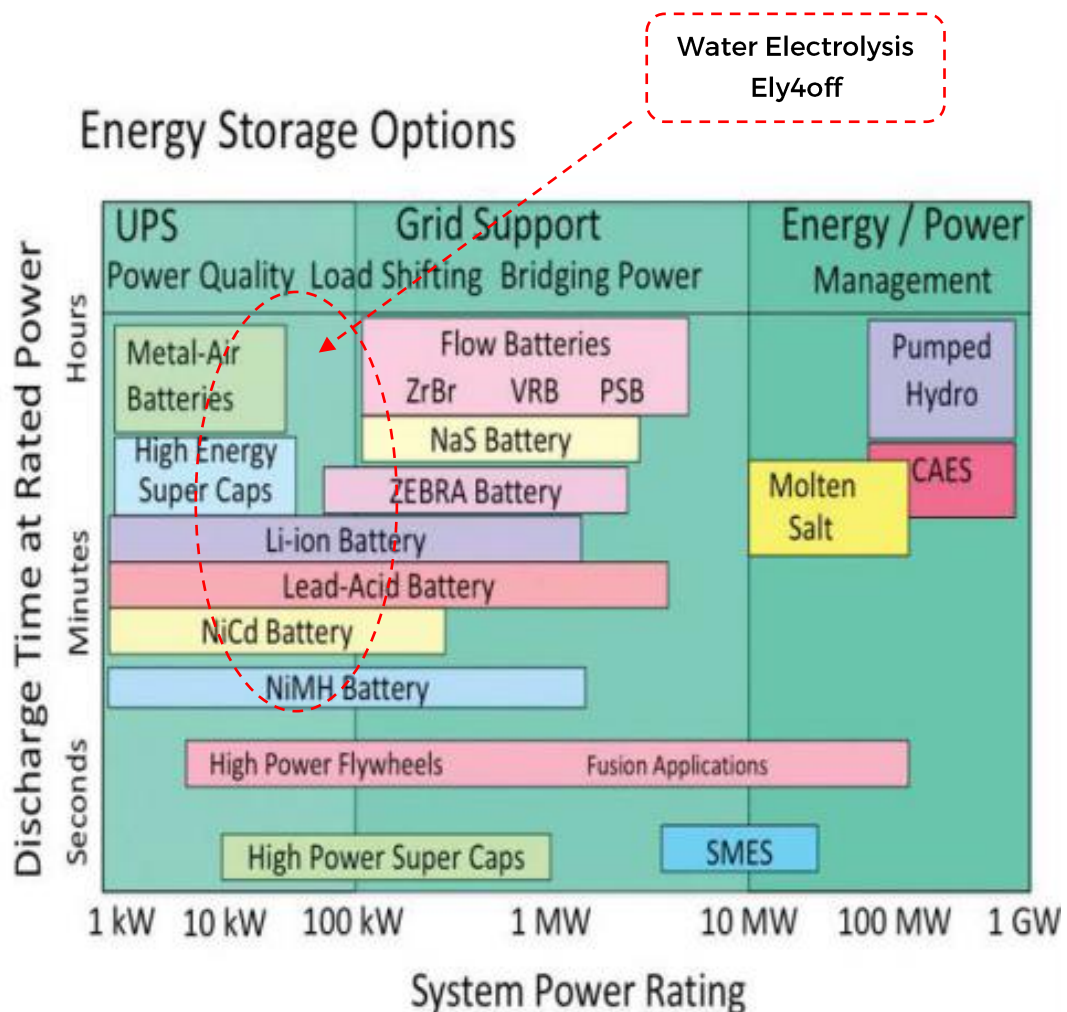 Water Electrolysis
Ely4off
Energy Storage Options
UPS
Grid Support
Energy / Power
Power Quality
Load Shifting
Bridging Power
Management
Discharge Time at Rated Power
Hours
Minutes
Seconds
Metal-Air
Batteries
Flow Batteries
ZrBr
VRB
PSB
Pumped
Hydro
High Energy
Super Caps
NaS Battery
ZEBRA Battery
CAES
Molten
Salt
Li-ion Battery
Lead-Acid Battery
NiCd Battery
NiMH Battery
High Power Flywheels
Fusion Applications
High Power Super Caps
SMES
1 kW
10 kW
100 kW
1 MW
10 MW
100 MW
1 GW
System Power Rating